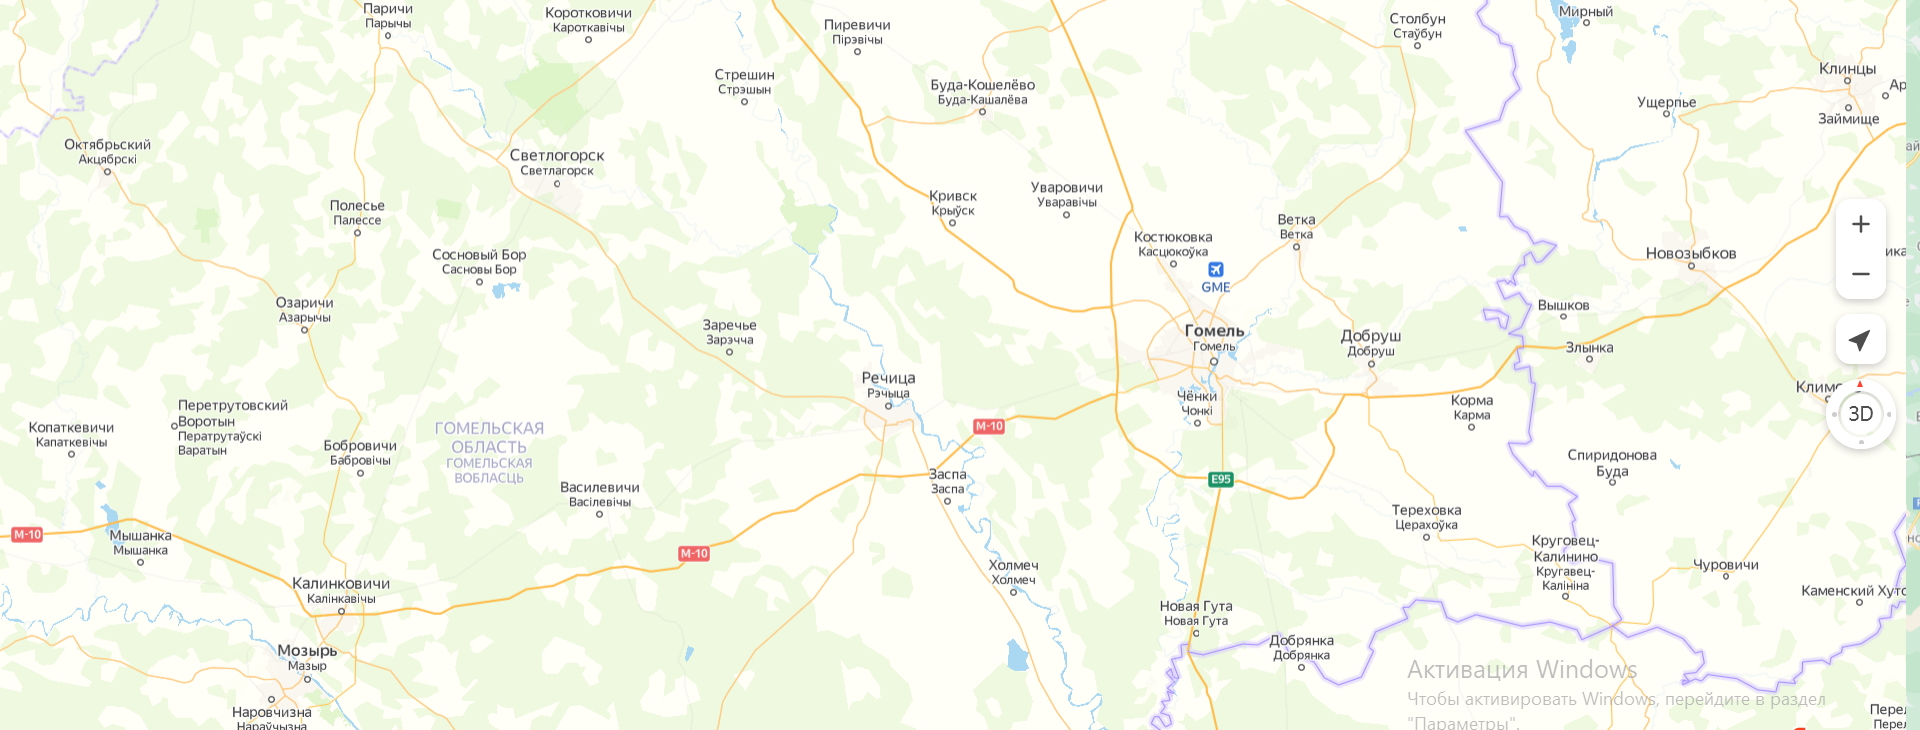 Паричи
Парычы
Коротковичи
Кароткавічы
Пиревичи
Пірэвічы
Столбун
Стаўбун
Мирный
Стрешин
Стрэшын
Буда-Кошелёво
Буда-Кашалёва
Клинцы
Ущерпье
Займище
Октябрьский
Акцябрскі
Светлогорск
Светлагорск
Полесье
Палессе
Кривск
Крыўск
Уваровичи
Уваравічы
Ветка
Ветка
Костюковка
Касцюкоўка
GME
Новозыбков
Сосновый Бор
Сасновы Бор
Озаричи
Азарычы
Заречье
Зарэчча
Гомель
Гомель
Добруш
Добруш
Вышков
Злынка
Речица
Рэчыца
Чёнки
Чонкі
Корма
Карма
3D
Перетрутовский
Воротын
Ператрутаўскі
Варатын
Копаткевичи
Капаткевічы
Бобровичи
Бабровічы
ГОМЕЛЬСКАЯ
ОБЛАСТЬ
ГОМЕЛЬСКАЯ
ВОБЛАСЦЬ
M-10
Василевичи
Васілевічы
Заспа
Заспа
E95
Спиридонова
Буда
Тереховка
Церахоўка
M-10
Мышанка
Мышанка
M-10
Круговец-
Калинино
Кругавец-
Калініна
Чуровичи
Калинковичи
Калінкавічы
Холмеч
Холмеч
Новая Гута
Новая Гута
Добрянка
Добрянка
Мозырь
Мазыр
Наровчизна
Нараўчызна
Активация Windows
Чтобы активировать Windows, перейдите в раздел
"Параметры".